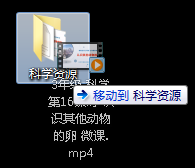 科学资源
3年级 科学
第16课 认
识其他动物
的卵 微课.
mp4
移动到 科学资源